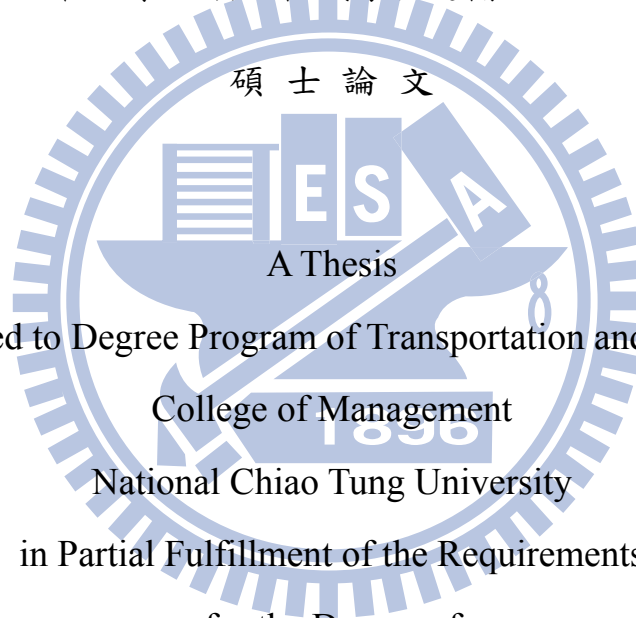 碩 士 論 文
E S A
A Thesis
ed to Degree Program of Transportation and
College of Management
1896
National Chiao Tung University
in Partial Fulfillment of the Requirements